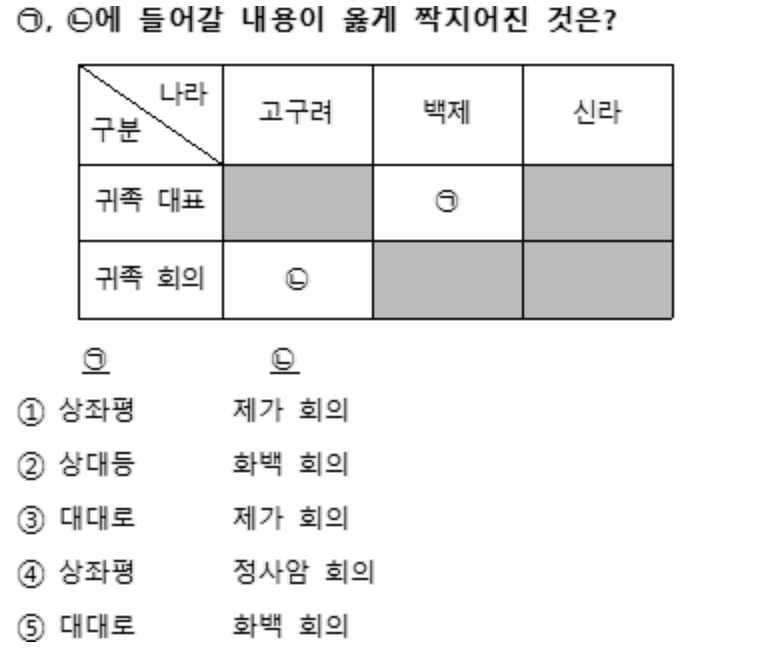 ㉠, ㉡에 들어갈 내용이 옳게 짝지어진 것은?
나라
구분
고구려 백제 신라
귀족 대표 ㉠
귀족 회의 ㉡
㉠ ㉡
① 상좌평 제가 회의
② 상대등 화백 회의
③ 대대로 제가 회의
④ 상좌평 정사암 회의
⑤ 대대로 화백 회의